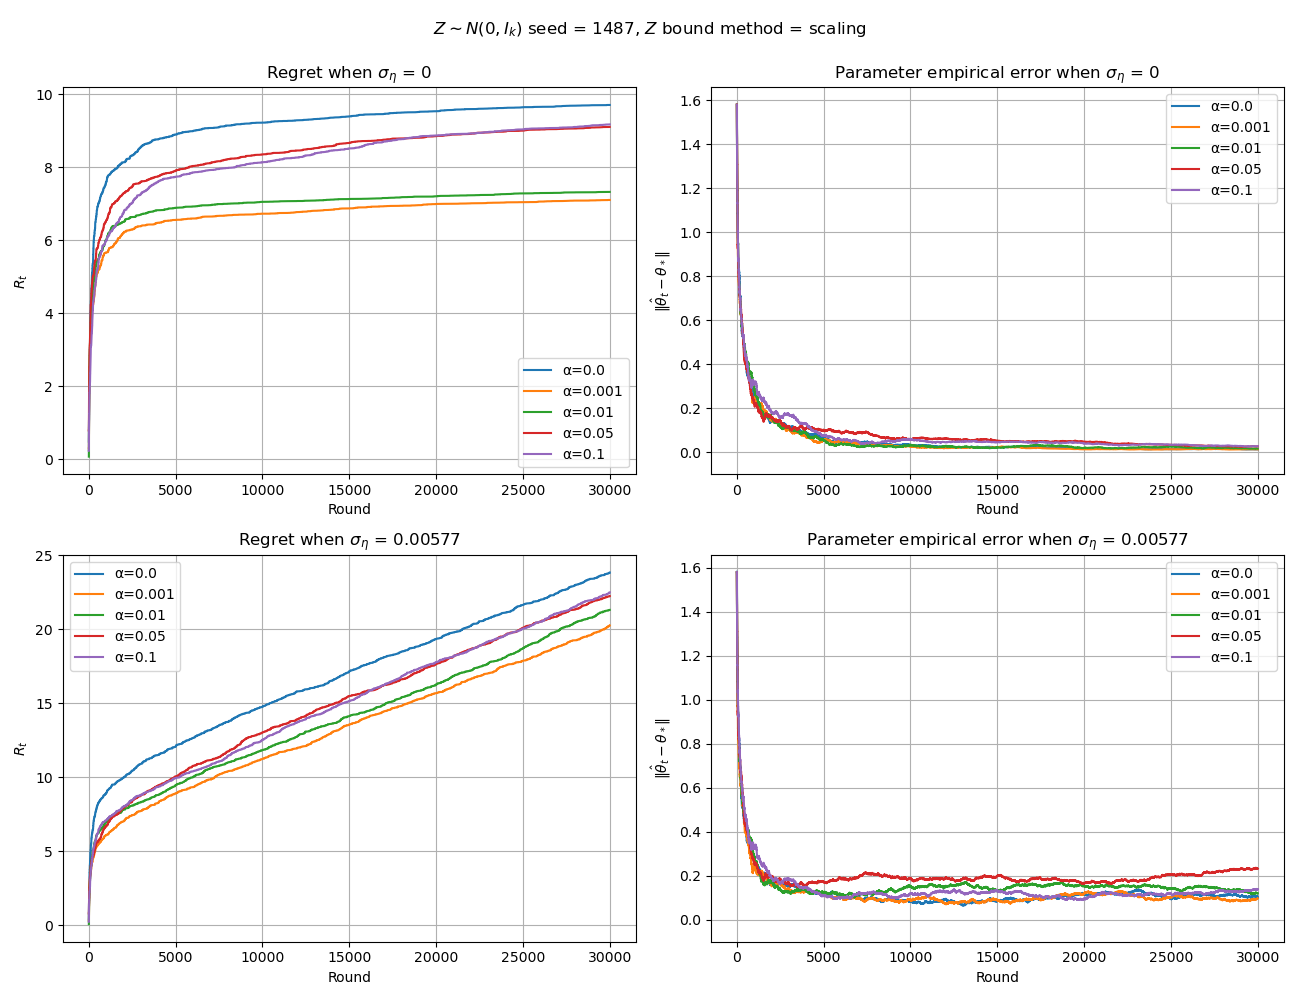 Z ∼ N(0, I_k) seed = 1487, Z bound method = scaling
Regret when σ_η = 0
R_t
10
8
6
4
2
0
α=0.0
α=0.001
α=0.01
α=0.05
α=0.1
0 5000 10000 15000 20000 25000 30000
Round
Parameter empirical error when σ_η = 0
‖θ̂_t − θ_*‖
1.6
1.4
1.2
1.0
0.8
0.6
0.4
0.2
0.0
α=0.0
α=0.001
α=0.01
α=0.05
α=0.1
0 5000 10000 15000 20000 25000 30000
Round
Regret when σ_η = 0.00577
R_t
25
20
15
10
5
0
α=0.0
α=0.001
α=0.01
α=0.05
α=0.1
0 5000 10000 15000 20000 25000 30000
Round
Parameter empirical error when σ_η = 0.00577
‖θ̂_t − θ_*‖
1.6
1.4
1.2
1.0
0.8
0.6
0.4
0.2
0.0
α=0.0
α=0.001
α=0.01
α=0.05
α=0.1
0 5000 10000 15000 20000 25000 30000
Round